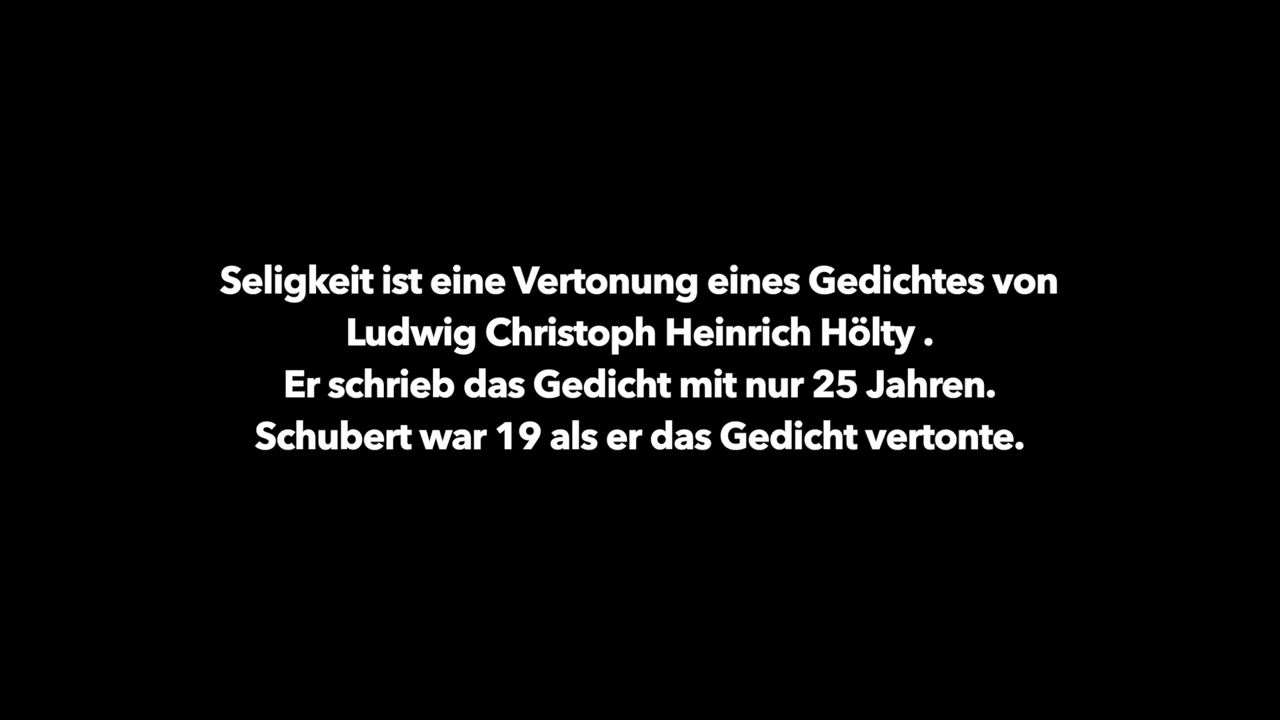 Seligkeit ist eine Vertonung eines Gedichtes von
Ludwig Christoph Heinrich Hölty .
Er schrieb das Gedicht mit nur 25 Jahren.
Schubert war 19 als er das Gedicht vertonte.